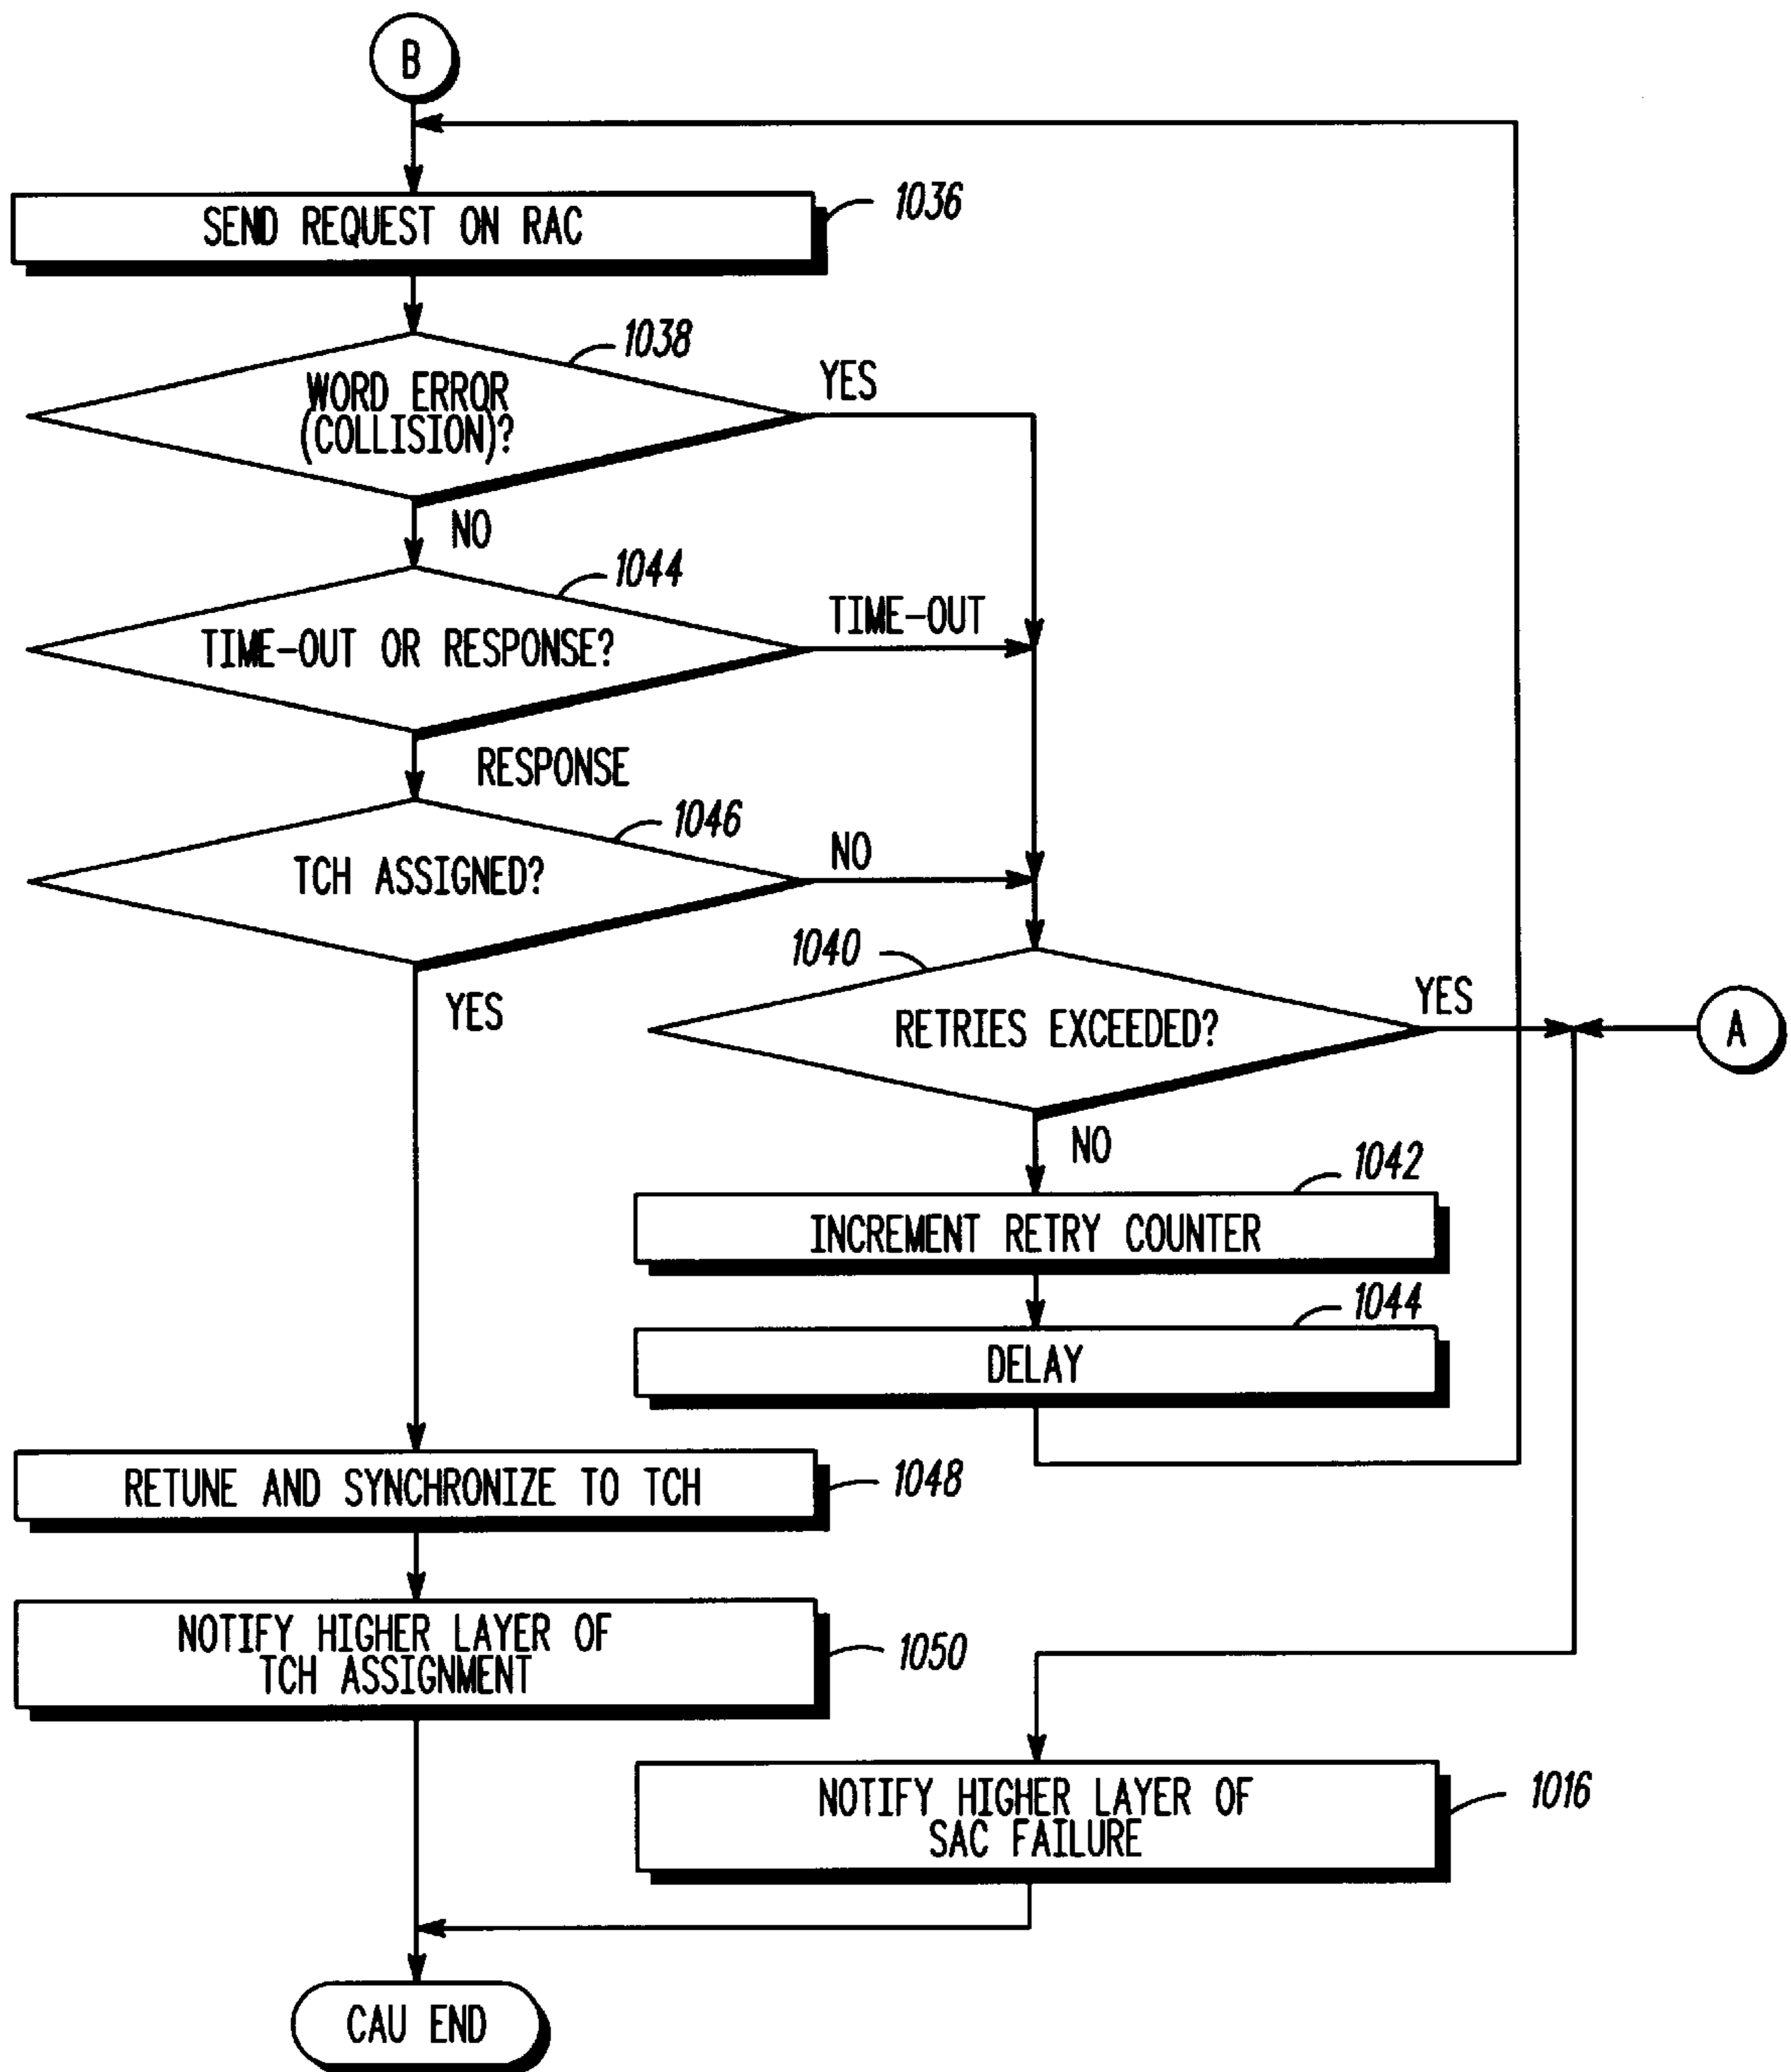 B
SEND REQUEST ON RAC
1036
1038
WORD ERROR
(COLLISION)?
YES
NO
1044
TIME-OUT OR RESPONSE?
TIME-OUT
RESPONSE
1046
TCH ASSIGNED?
NO
YES
1040
RETRIES EXCEEDED?
YES
A
NO
1042
INCREMENT RETRY COUNTER
1044
DELAY
RETUNE AND SYNCHRONIZE TO TCH
1048
NOTIFY HIGHER LAYER OF
TCH ASSIGNMENT
1050
NOTIFY HIGHER LAYER OF
SAC FAILURE
1016
CAU END